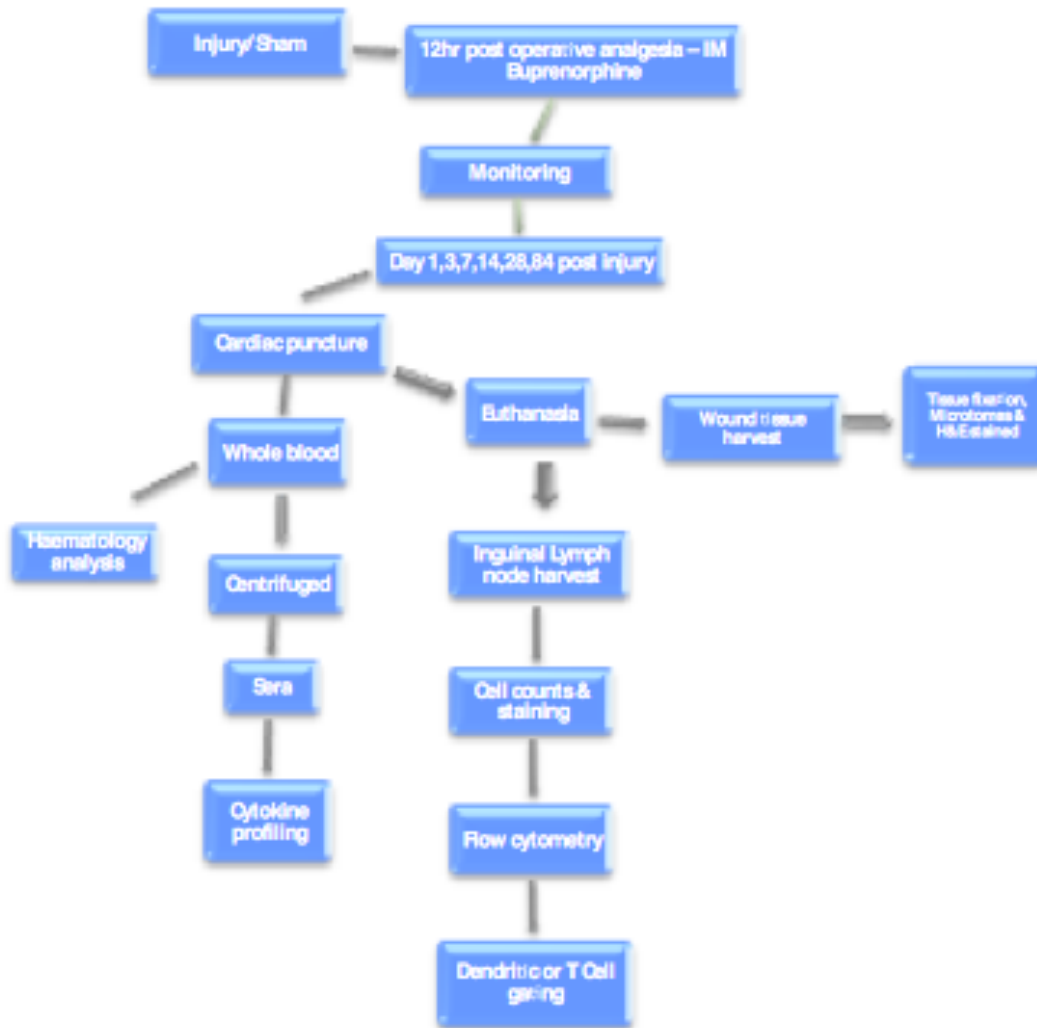 Injury/Sham
12hr post operative analgesia – IM
Buprenorphine
Monitoring
Day 1,3,7,14,28,84 post injury
Cardiac puncture
Euthanasia
Wound tissue
harvest
Tissue fixation,
Microtomes &
H&E stained
Whole blood
Haematology
analysis
Centrifuged
Sera
Cytokine
profiling
Inguinal Lymph
node harvest
Cell counts &
staining
Flow cytometry
Dendritic or T Cell
gating